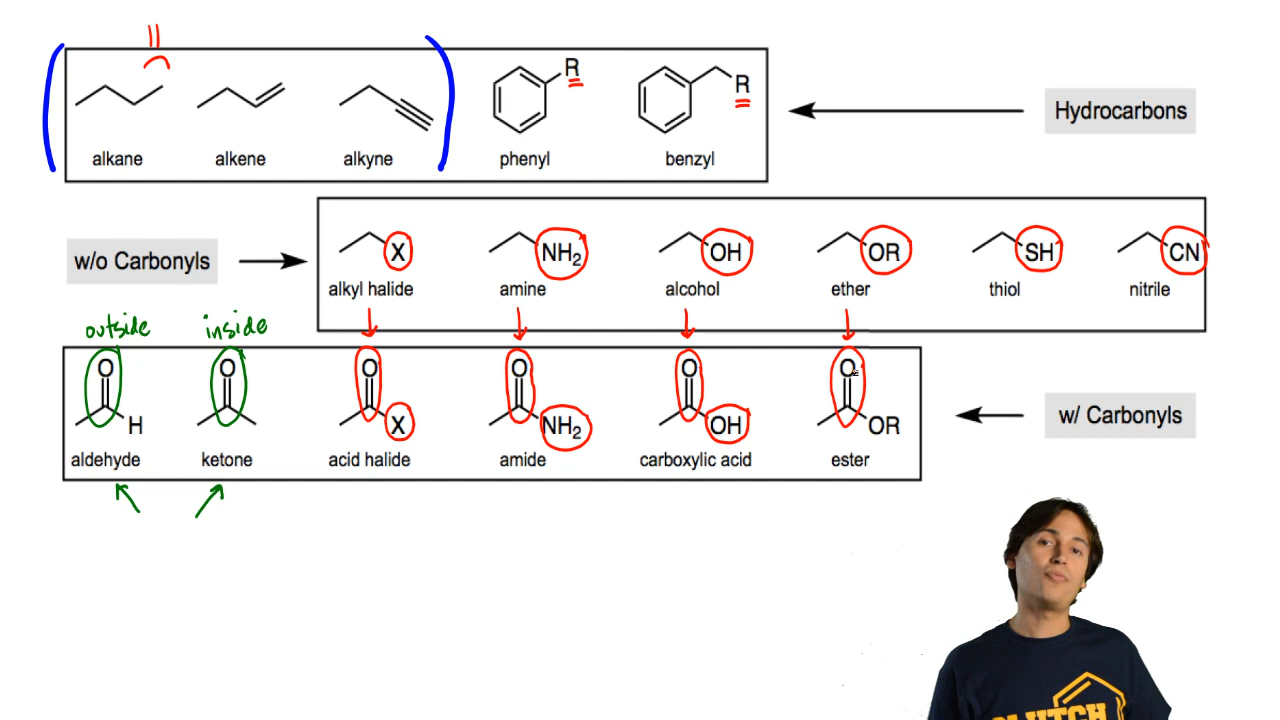 R
R
alkane alkene alkyne phenyl benzyl
Hydrocarbons
w/o Carbonyls
X NH2 OH OR SH CN
alkyl halide amine alcohol ether thiol nitrile
outside inside
O O O O O O
H X NH2 OH OR
aldehyde ketone acid halide amide carboxylic acid ester
w/ Carbonyls
CLUTCH